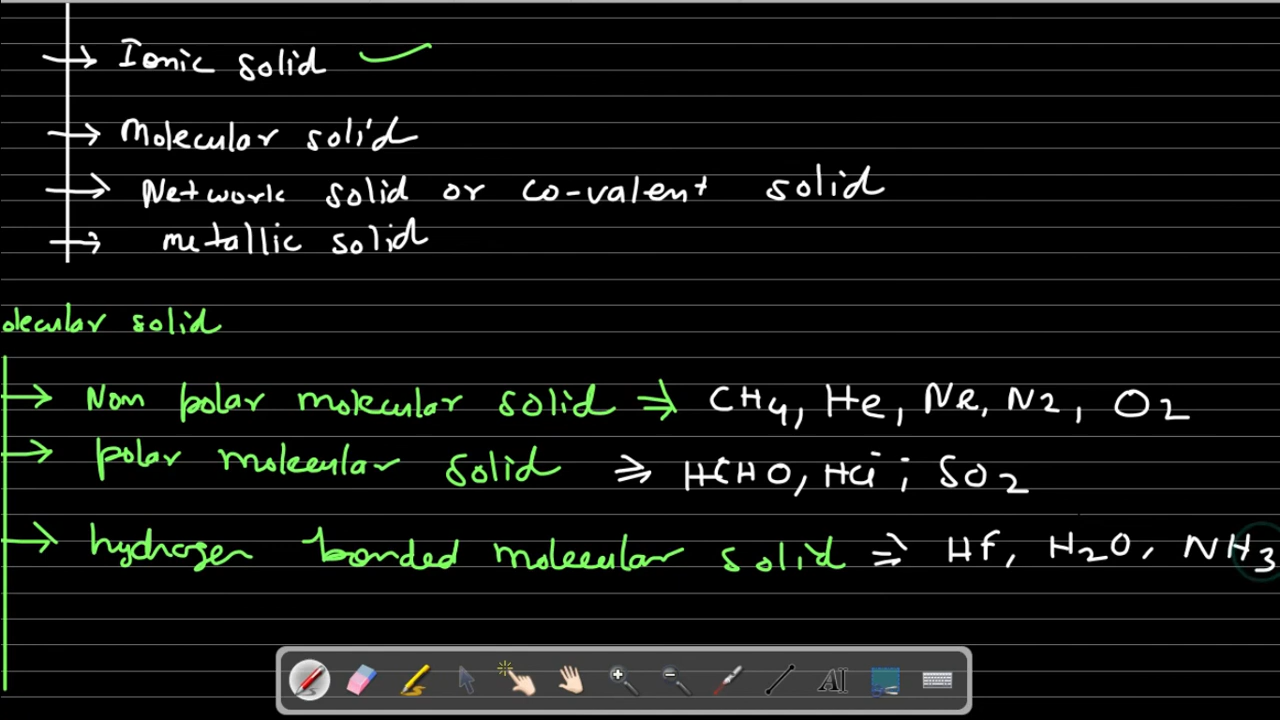 → Ionic solid ✓
→ Molecular solid
→ Network solid or co-valent solid
→ metallic solid
olecular solid
→ Non polar molecular solid ⇒ CH4, He, Ne, N2, O2
→ polar molecular solid ⇒ HCHO, HCl, SO2
→ hydrogen bonded molecular solid ⇒ Hf, H2O, NH3
AI